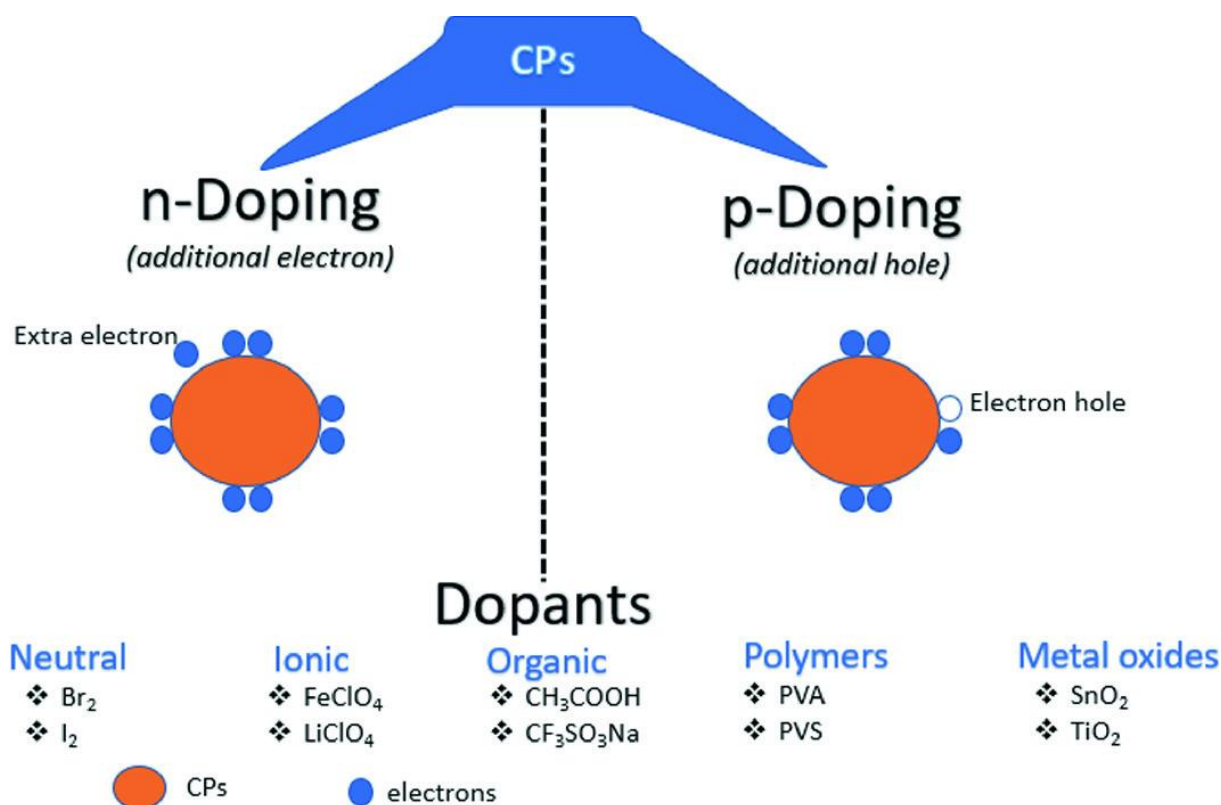 CPs
n-Doping
(additional electron)
p-Doping
(additional hole)
Extra electron
Electron hole
Dopants
Neutral
❖ Br₂
❖ I₂
Ionic
❖ FeClO₄
❖ LiClO₄
Organic
❖ CH₃COOH
❖ CF₃SO₃Na
Polymers
❖ PVA
❖ PVS
Metal oxides
❖ SnO₂
❖ TiO₂
CPs
electrons